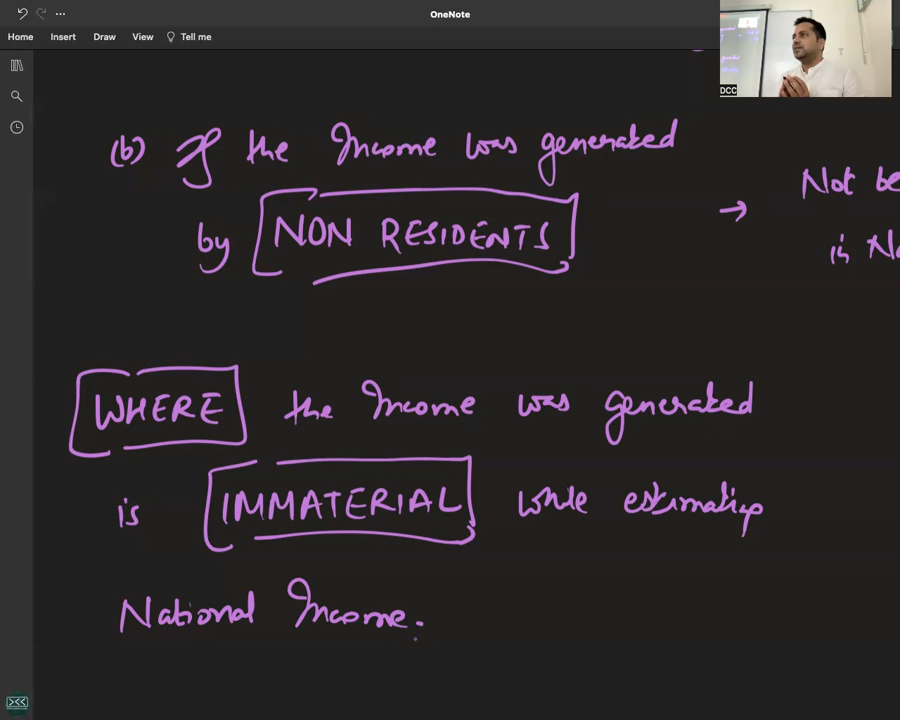 OneNote
Home Insert Draw View Tell me
DCC
(b) If the Income was generated
by NON RESIDENTS → Not be
in No
WHERE the Income was generated
is IMMATERIAL while estimating
National Income.